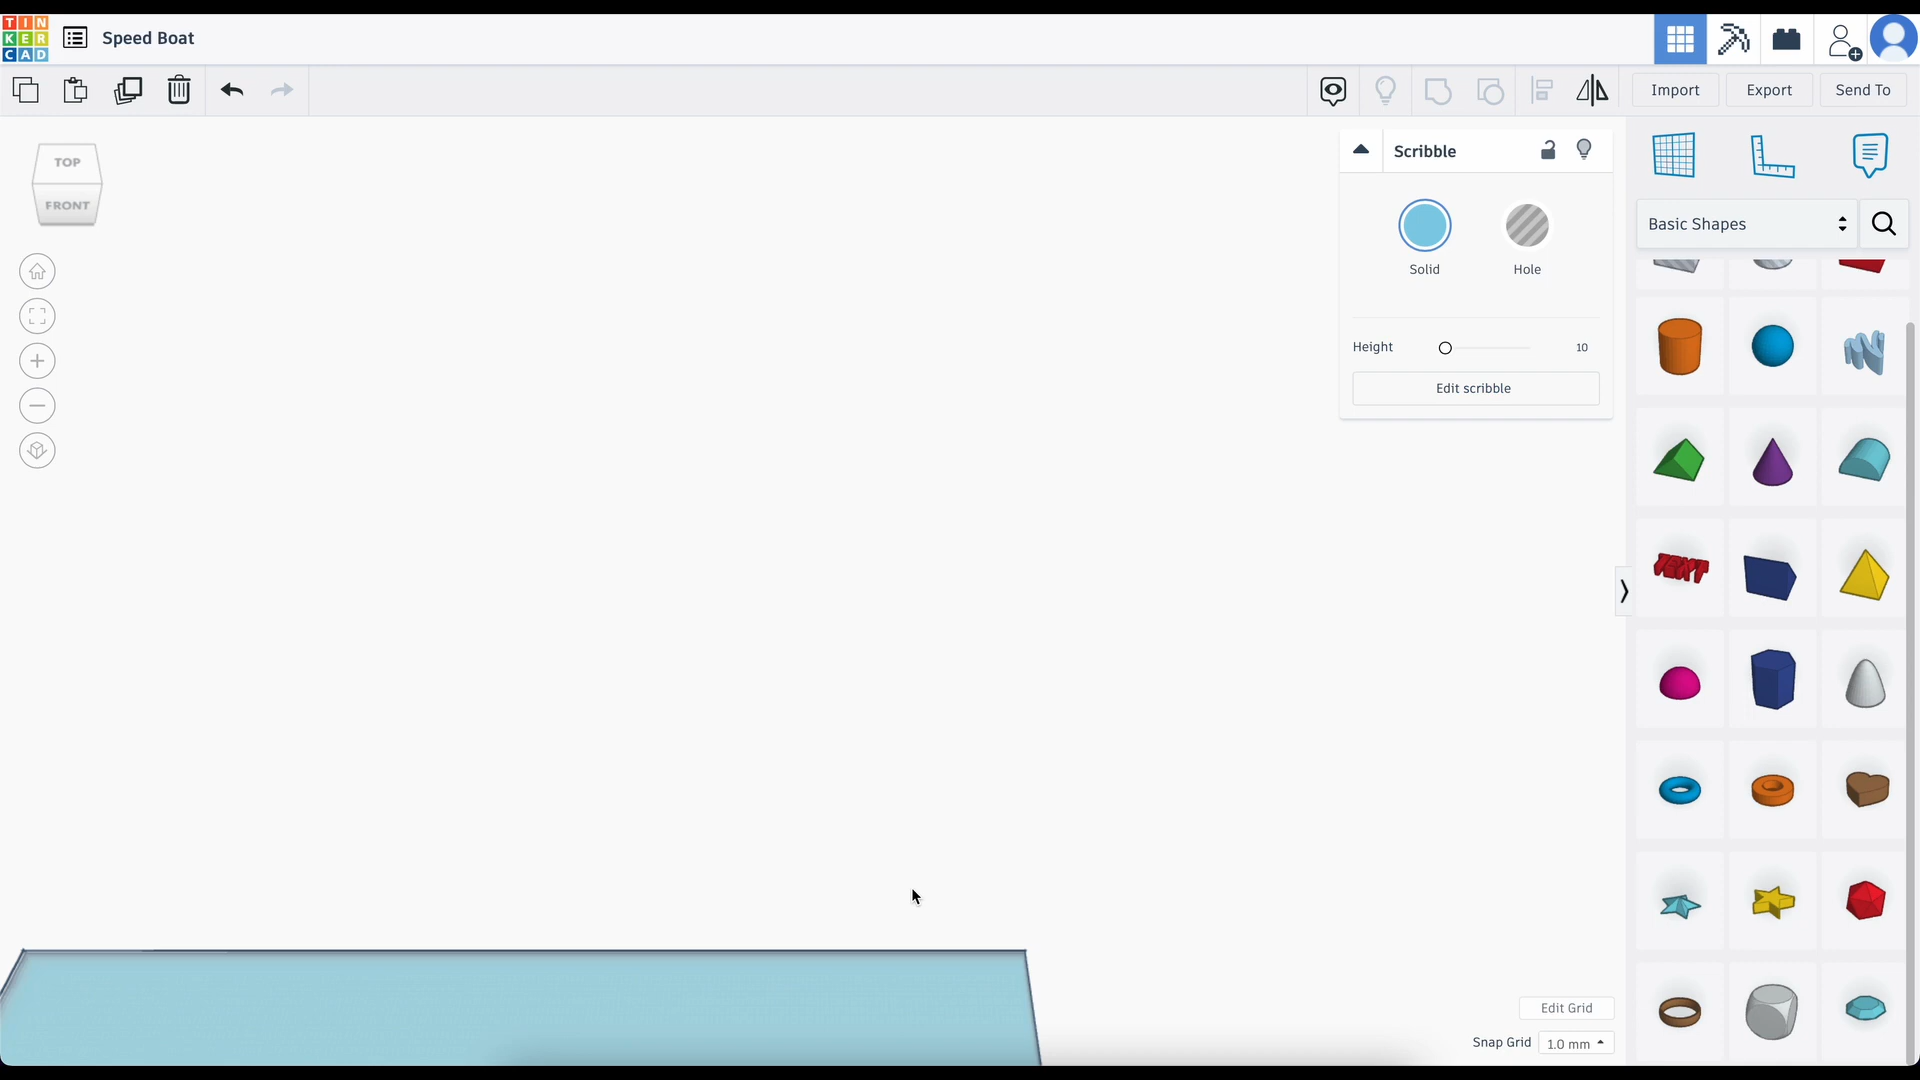 TIN
KER
CAD
Speed Boat
Import
Export
Send To
TOP
FRONT
Scribble
Solid
Hole
Height
10
Edit scribble
Basic Shapes
TEXT
Edit Grid
Snap Grid
1.0 mm